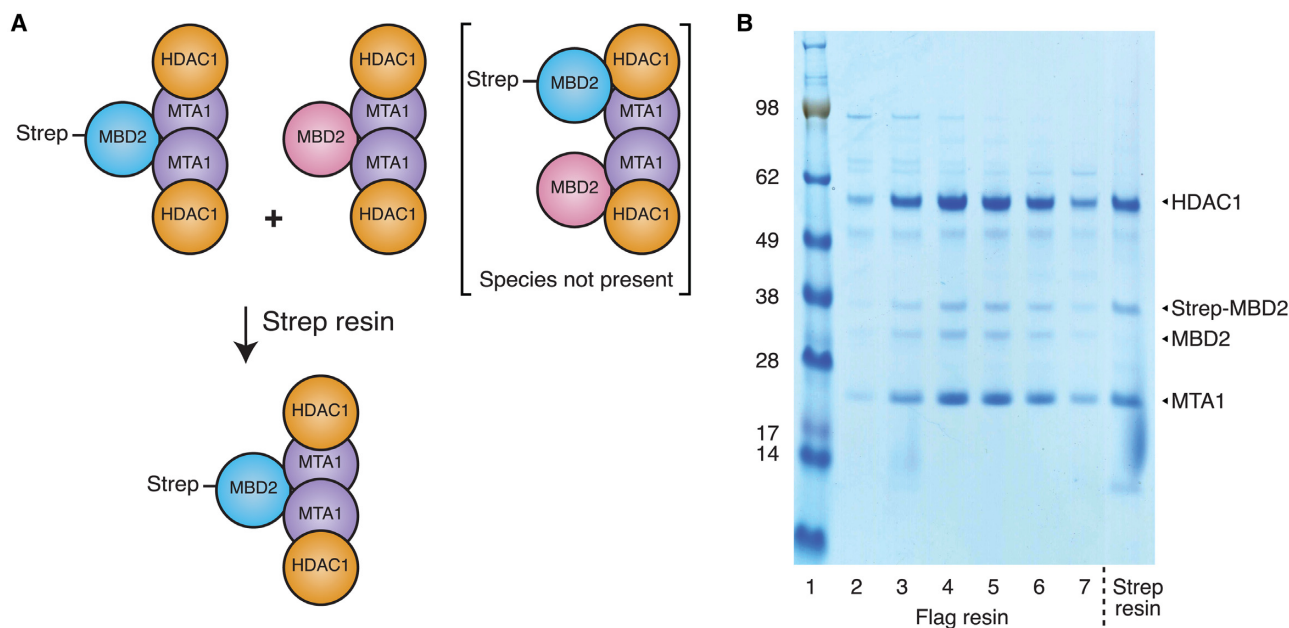 A
HDAC1
MTA1
Strep
MBD2
MTA1
HDAC1
+
HDAC1
MTA1
MBD2
MTA1
HDAC1
HDAC1
Strep
MBD2
MTA1
MTA1
MBD2
HDAC1
Species not present
Strep resin
HDAC1
MTA1
Strep
MBD2
MTA1
HDAC1
B
98
62
49
38
28
17
14
HDAC1
Strep-MBD2
MBD2
MTA1
1 2 3 4 5 6 7 Strep
resin
Flag resin